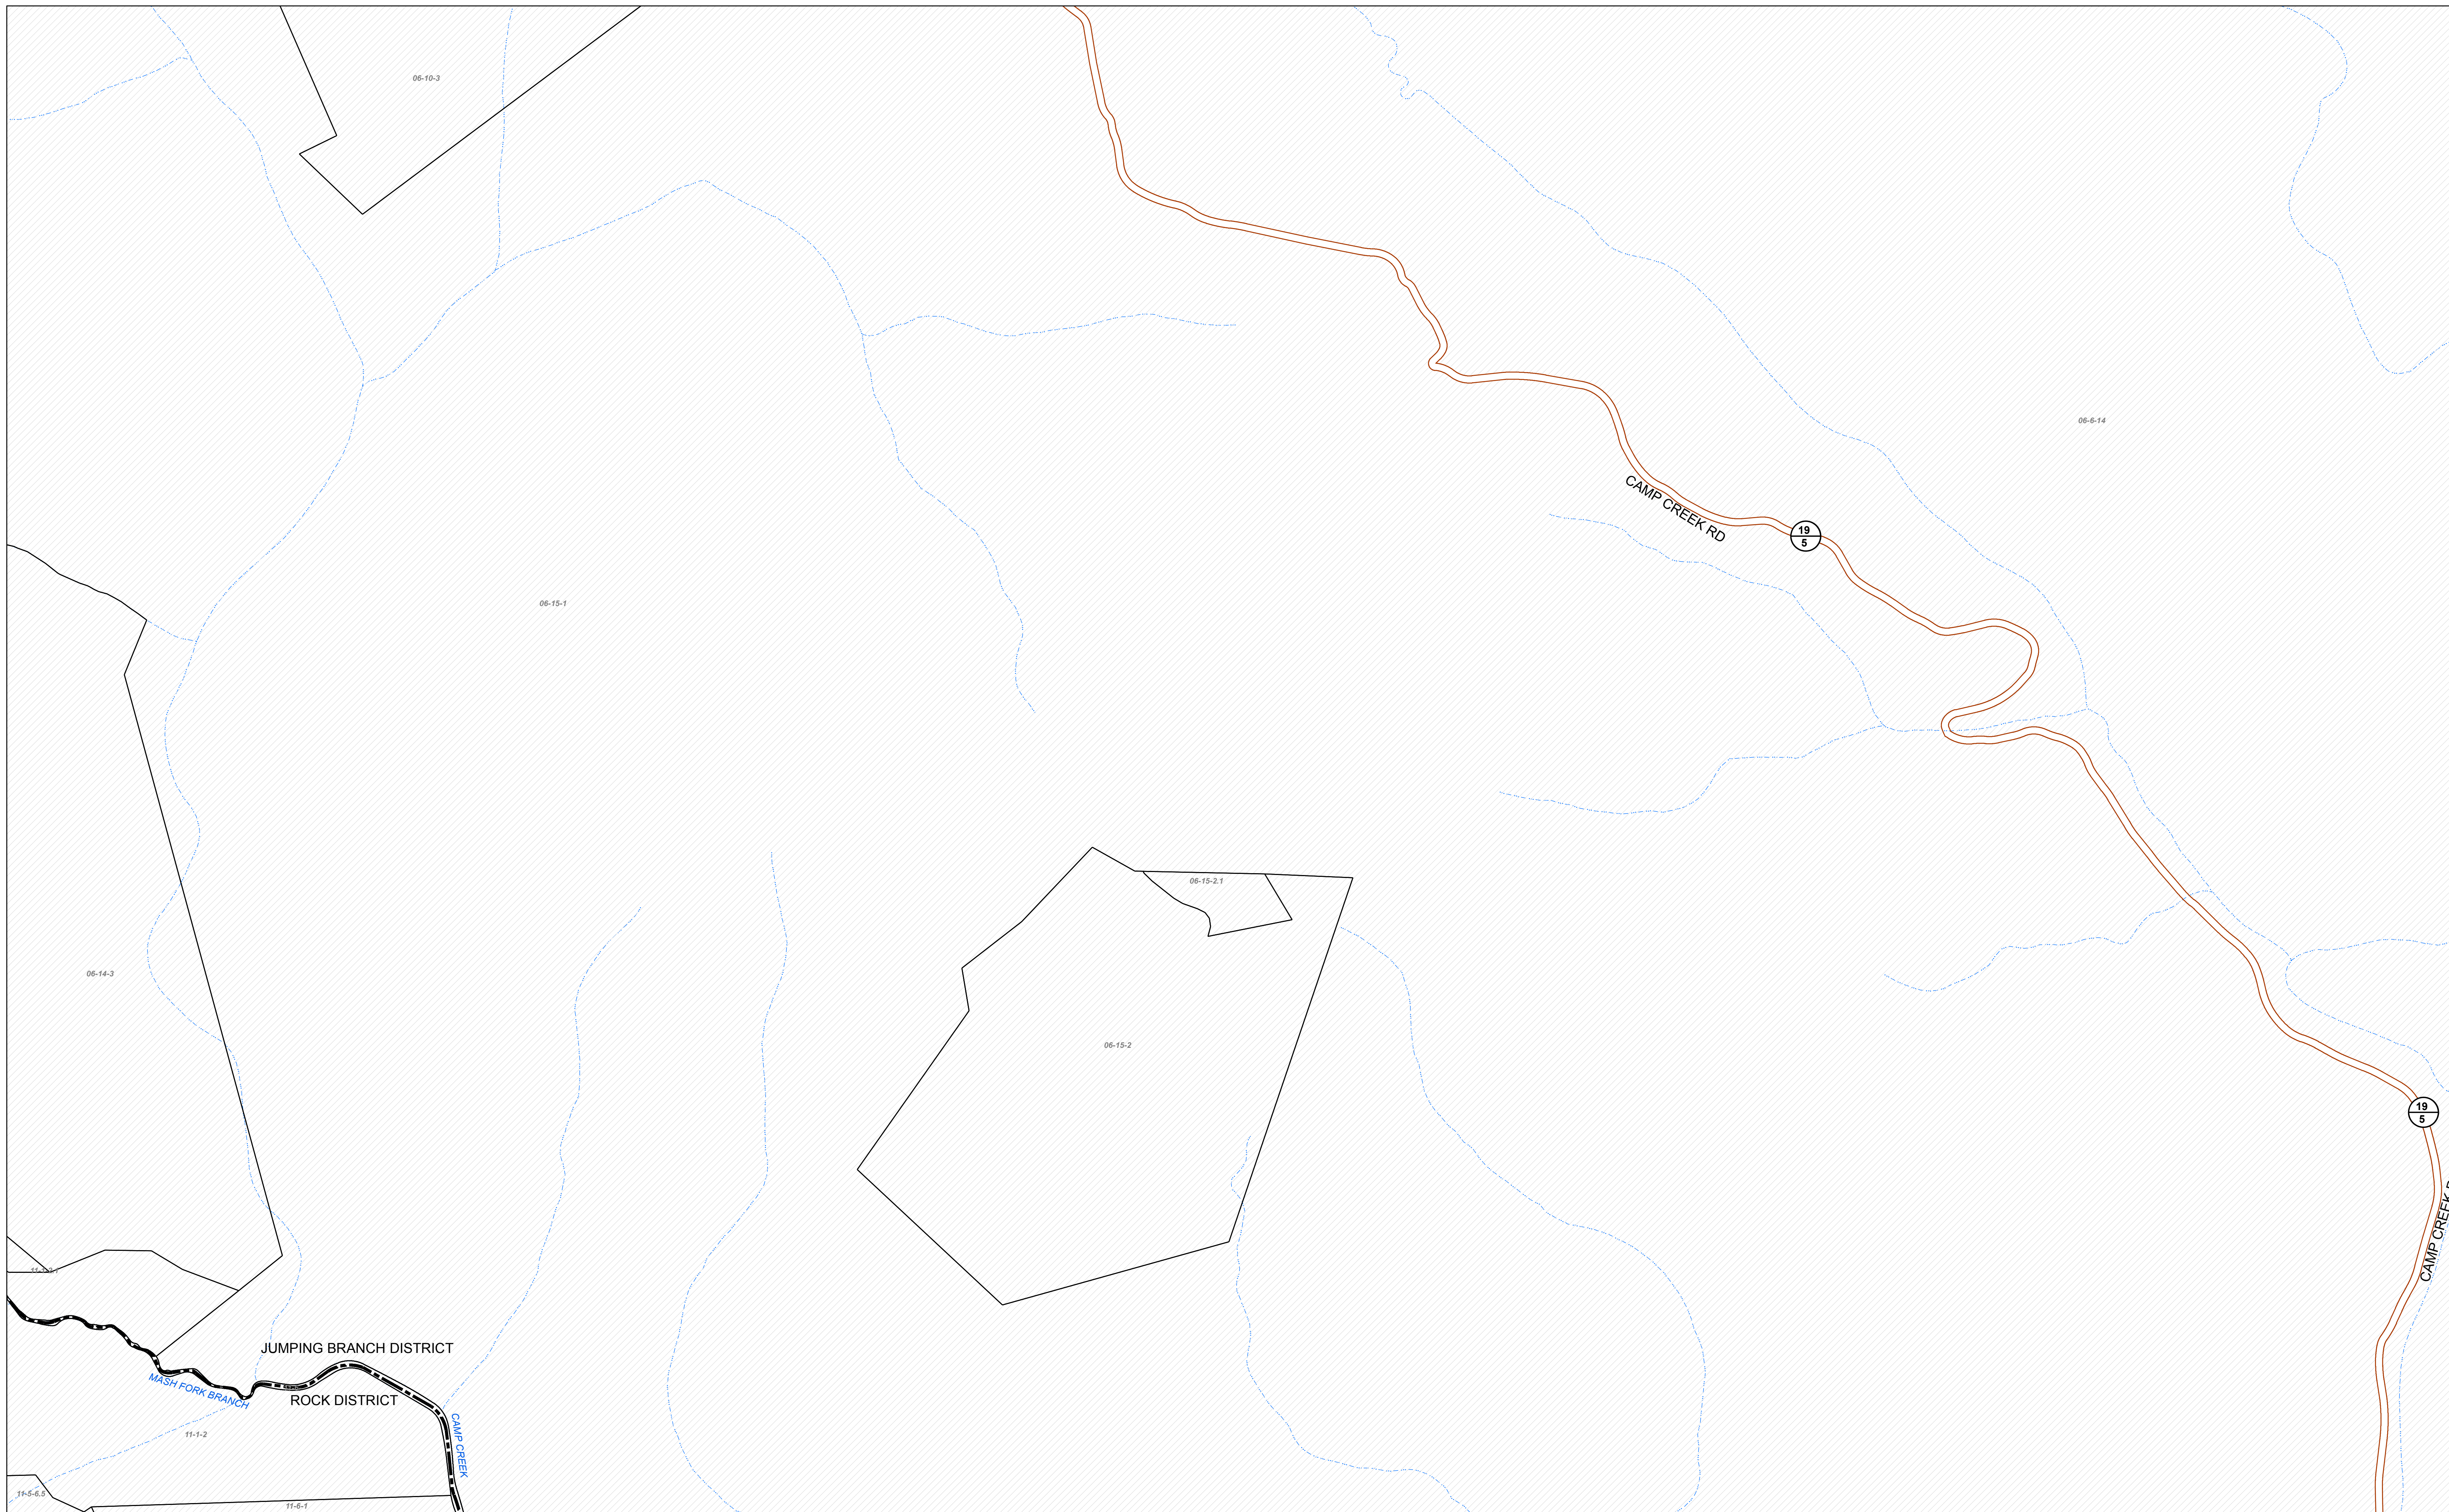 06-10-3
06-6-14
CAMP CREEK RD
19
5
06-15-1
06-15-2.1
06-14-3
06-15-2
19
5
CAMP CREEK
JUMPING BRANCH DISTRICT
MASH FORK BRANCH
ROCK DISTRICT
CAMP CREEK
11-1-2
11-5-6.5
11-6-1